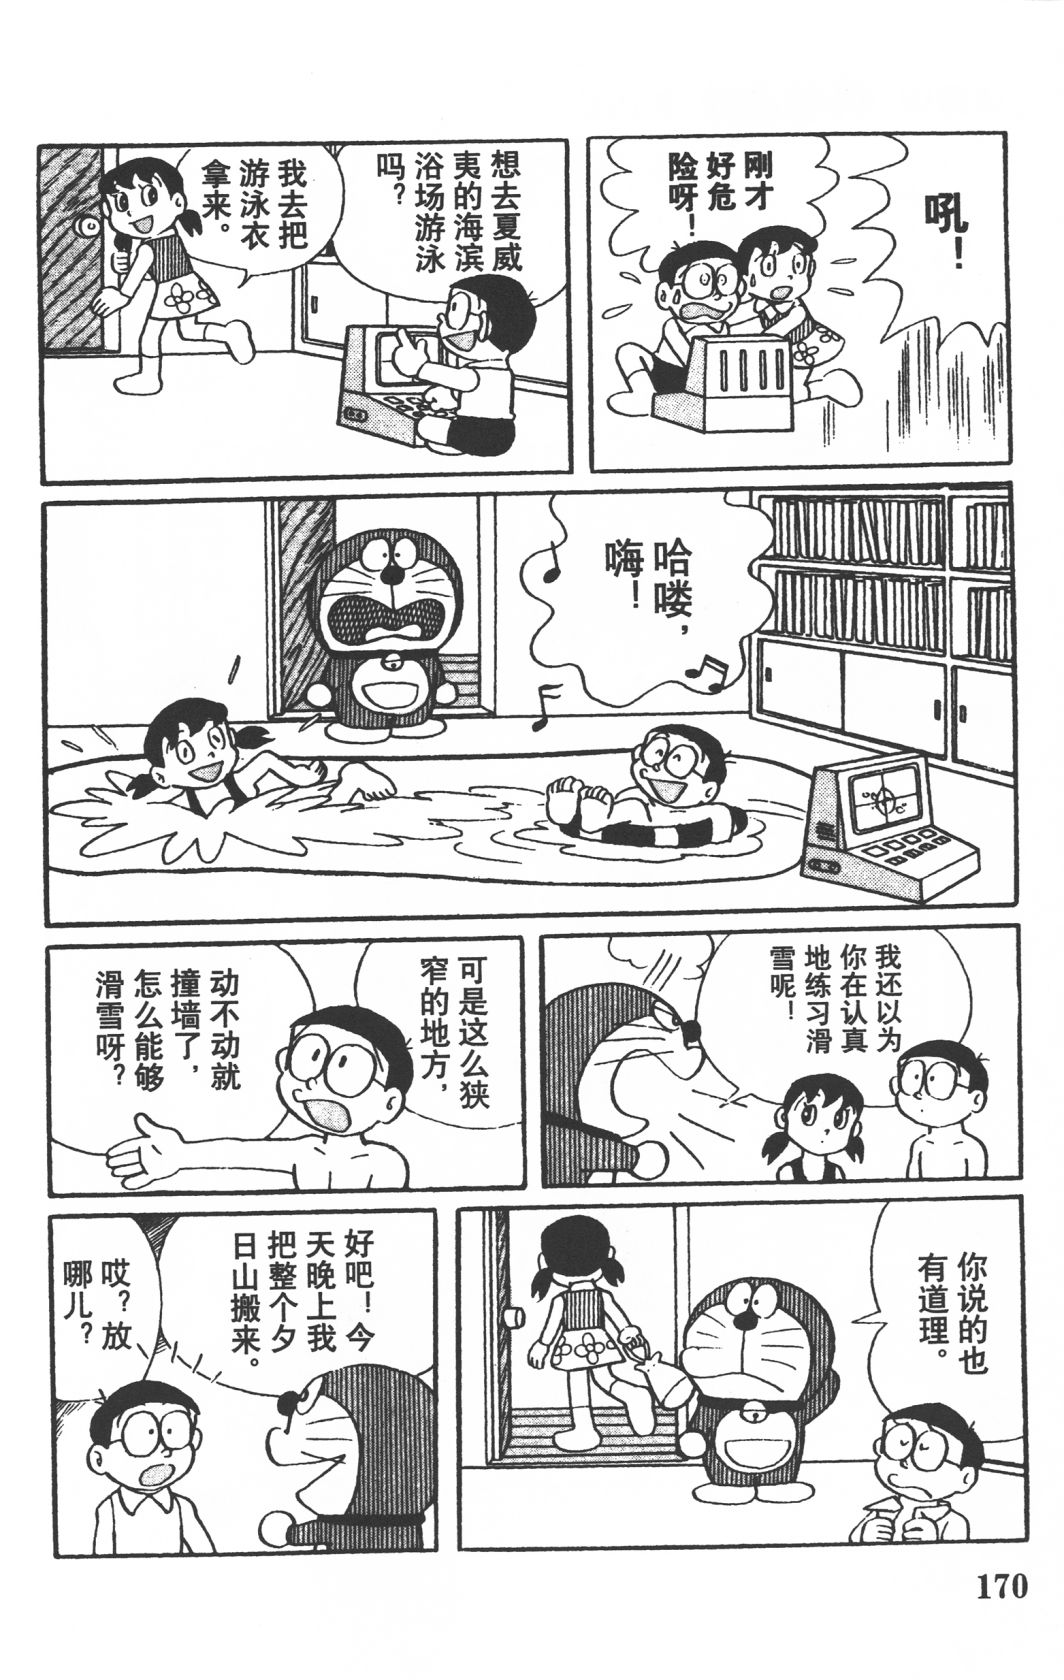 吼！
刚才
好危
险呀！
想去夏威
夷的海滨
浴场游泳
吗？
我去把
游泳衣
拿来。
哈喽，
嗨！
我还以为
你在认真
地练习滑
雪呢！
可是这么狭
窄的地方，
动不动就
撞墙了，
怎么能够
滑雪呀？
你说的也
有道理。
好吧！今
天晚上我
把整个夕
日山搬来。
哎？放
哪儿？
170